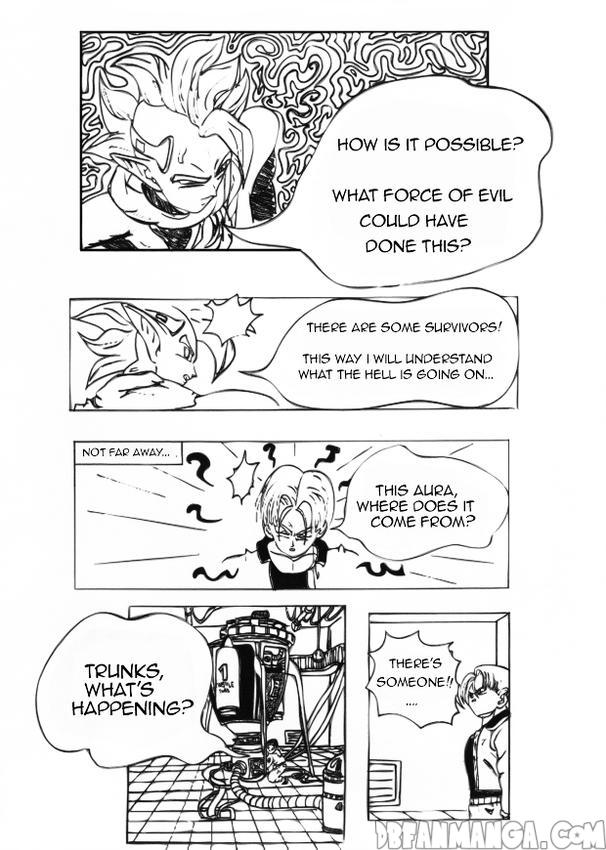 HOW IS IT POSSIBLE?
WHAT FORCE OF EVIL
COULD HAVE
DONE THIS?
THERE ARE SOME SURVIVORS!
THIS WAY I WILL UNDERSTAND
WHAT THE HELL IS GOING ON...
NOT FAR AWAY...
THIS AURA,
WHERE DOES IT
COME FROM?
TRUNKS,
WHAT'S
HAPPENING?
1
THERE'S
SOMEONE!!
....
DBFANMANGA.COM